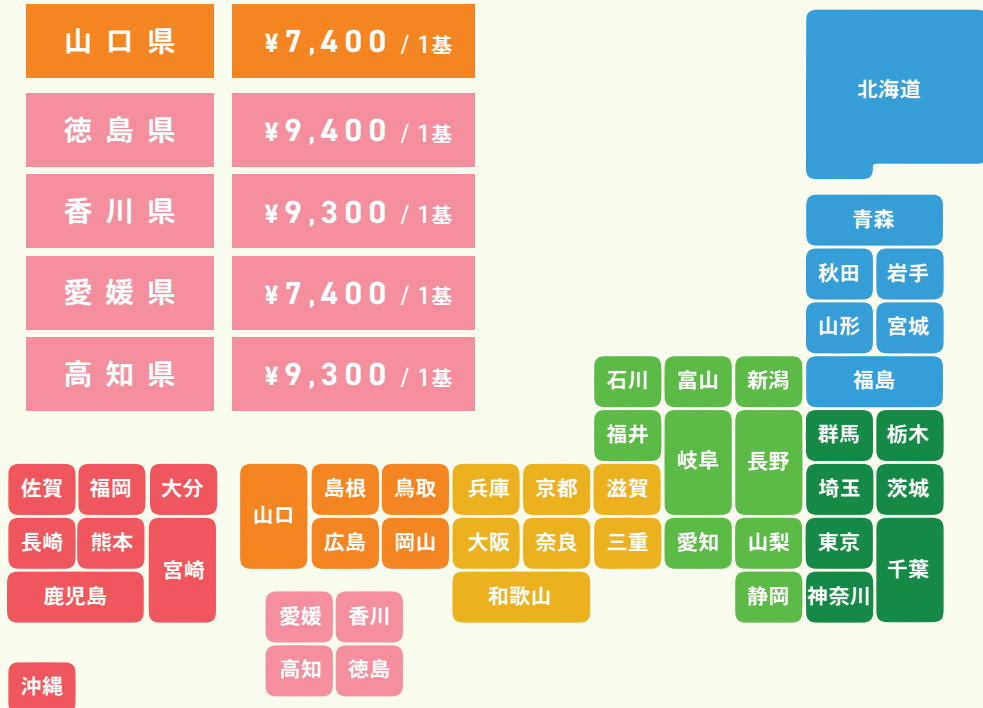 山口県 ¥7,400 / 1基
徳島県 ¥9,400 / 1基
香川県 ¥9,300 / 1基
愛媛県 ¥7,400 / 1基
高知県 ¥9,300 / 1基
北海道
青森
秋田 岩手
山形 宮城
石川 富山 新潟 福島
福井 岐阜 長野 群馬 栃木
佐賀 福岡 大分 山口 島根 鳥取 兵庫 京都 滋賀 埼玉 茨城
長崎 熊本 宮崎 広島 岡山 大阪 奈良 三重 愛知 山梨 東京 千葉
鹿児島 和歌山 静岡 神奈川
愛媛 香川
高知 徳島
沖縄